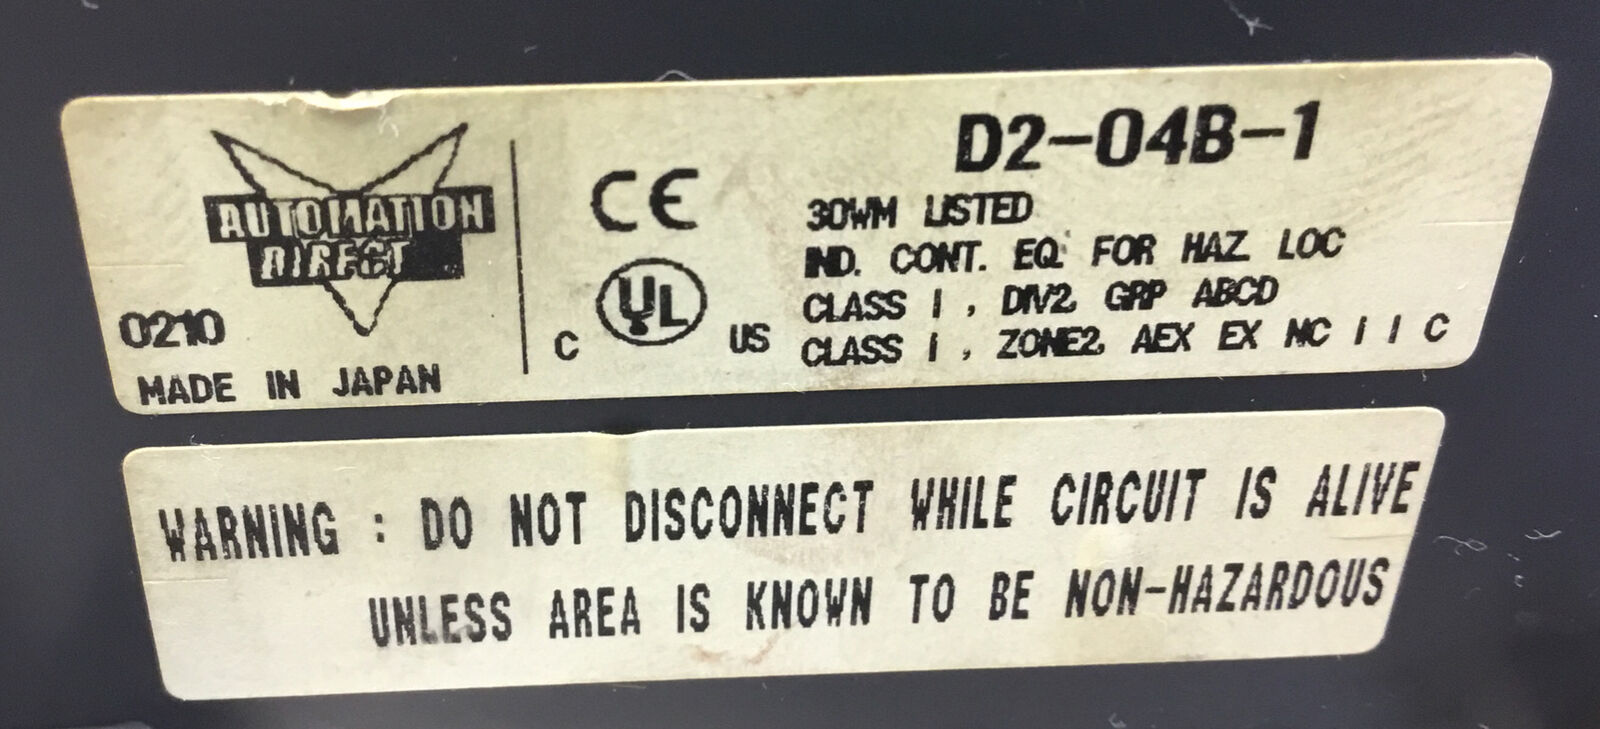 AUTOMATION
DIRECT
0210
MADE IN JAPAN
CE
C UL US
D2-04B-1
30WM LISTED
IND. CONT. EQ. FOR HAZ LOC
CLASS I, DIV2, GRP ABCD
CLASS I, ZONE2, AEX EX NC I I C
WARNING : DO NOT DISCONNECT WHILE CIRCUIT IS ALIVE
UNLESS AREA IS KNOWN TO BE NON-HAZARDOUS